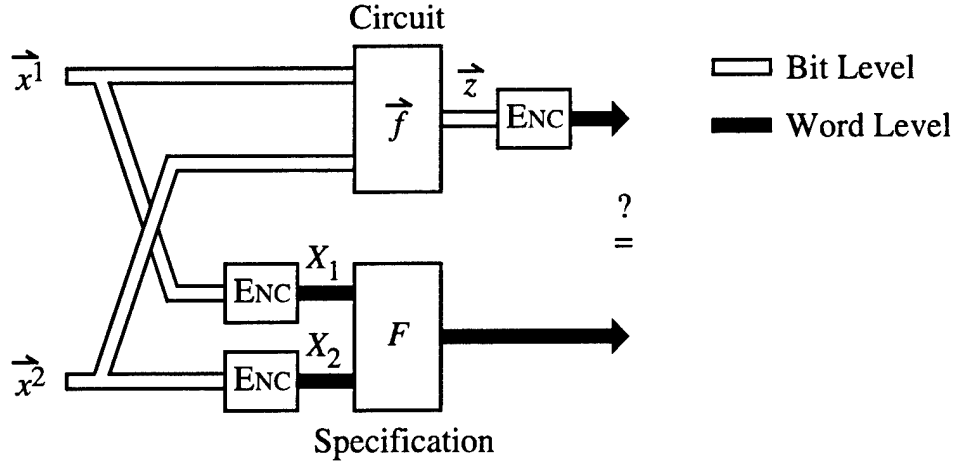 Circuit
x⃗¹
f⃗
z⃗
ENC
Bit Level
Word Level
?
=
ENC
X₁
F
x⃗²
ENC
X₂
Specification